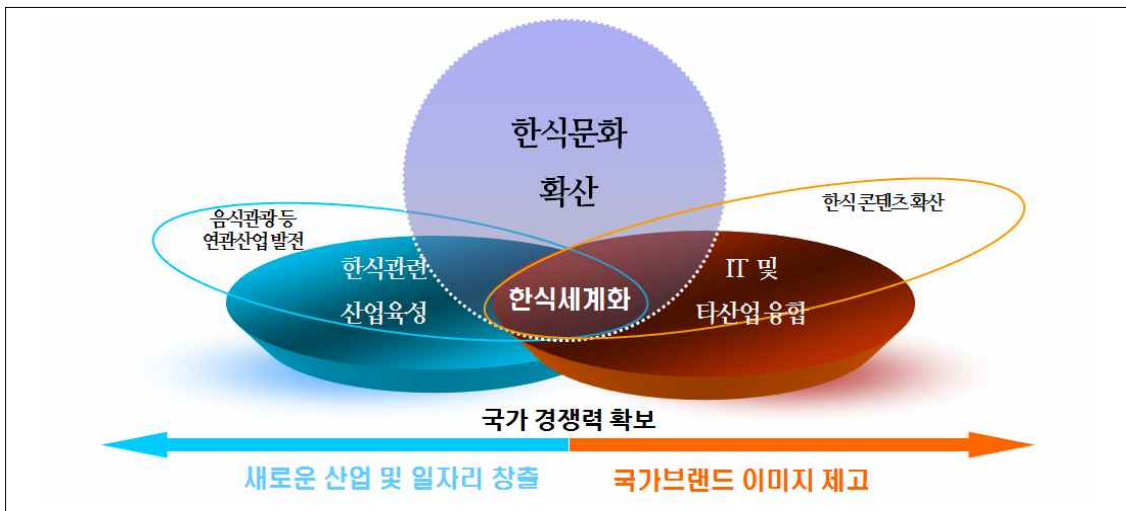 한식문화
확산
음식관광 등
연관산업 발전
한식 콘텐츠 확산
한식관련
산업육성
한식세계화
IT 및
타산업 융합
국가 경쟁력 확보
새로운 산업 및 일자리 창출
국가브랜드 이미지 제고